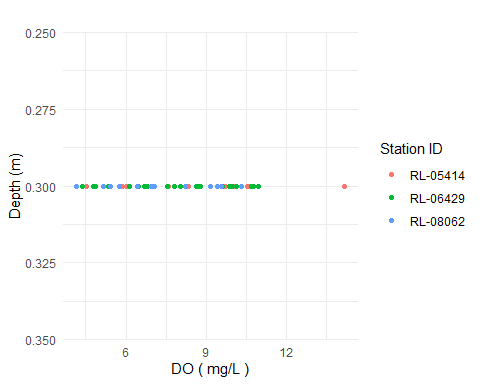 0.250
0.275
0.300
0.325
0.350
Depth (m)
6
9
12
DO ( mg/L )
Station ID
RL-05414
RL-06429
RL-08062